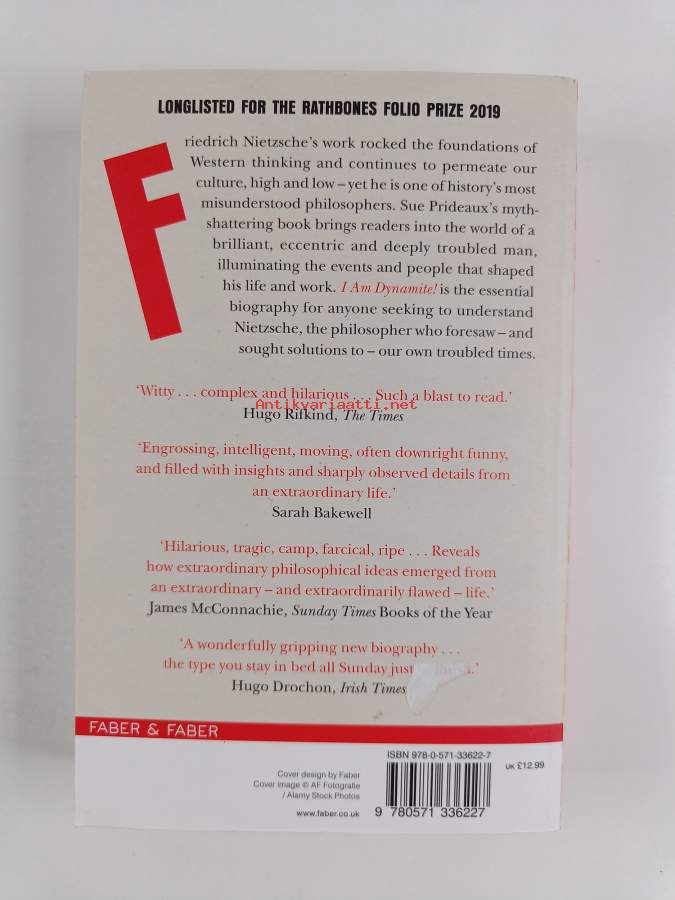 LONGLISTED FOR THE RATHBONES FOLIO PRIZE 2019
Friedrich Nietzsche's work rocked the foundations of
Western thinking and continues to permeate our
culture, high and low – yet he is one of history's most
misunderstood philosophers. Sue Prideaux's myth-
shattering book brings readers into the world of a
brilliant, eccentric and deeply troubled man,
illuminating the events and people that shaped
his life and work. I Am Dynamite! is the essential
biography for anyone seeking to understand
Nietzsche, the philosopher who foresaw – and
sought solutions to – our own troubled times.
'Witty . . . complex and hilarious . . . Such a blast to read.'
Antikvariaatti.net
Hugo Rifkind, The Times
'Engrossing, intelligent, moving, often downright funny,
and filled with insights and sharply observed details from
an extraordinary life.'
Sarah Bakewell
'Hilarious, tragic, camp, farcical, ripe . . . Reveals
how extraordinary philosophical ideas emerged from
an extraordinary – and extraordinarily flawed – life.'
James McConnachie, Sunday Times Books of the Year
'A wonderfully gripping new biography . . .
the type you stay in bed all Sunday just
Hugo Drochon, Irish Times
FABER & FABER
ISBN 978-0-571-33622-7
UK £12.99
Cover design by Faber
Cover image © AF Fotografie
/ Alamy Stock Photos
www.faber.co.uk
9 780571 336227